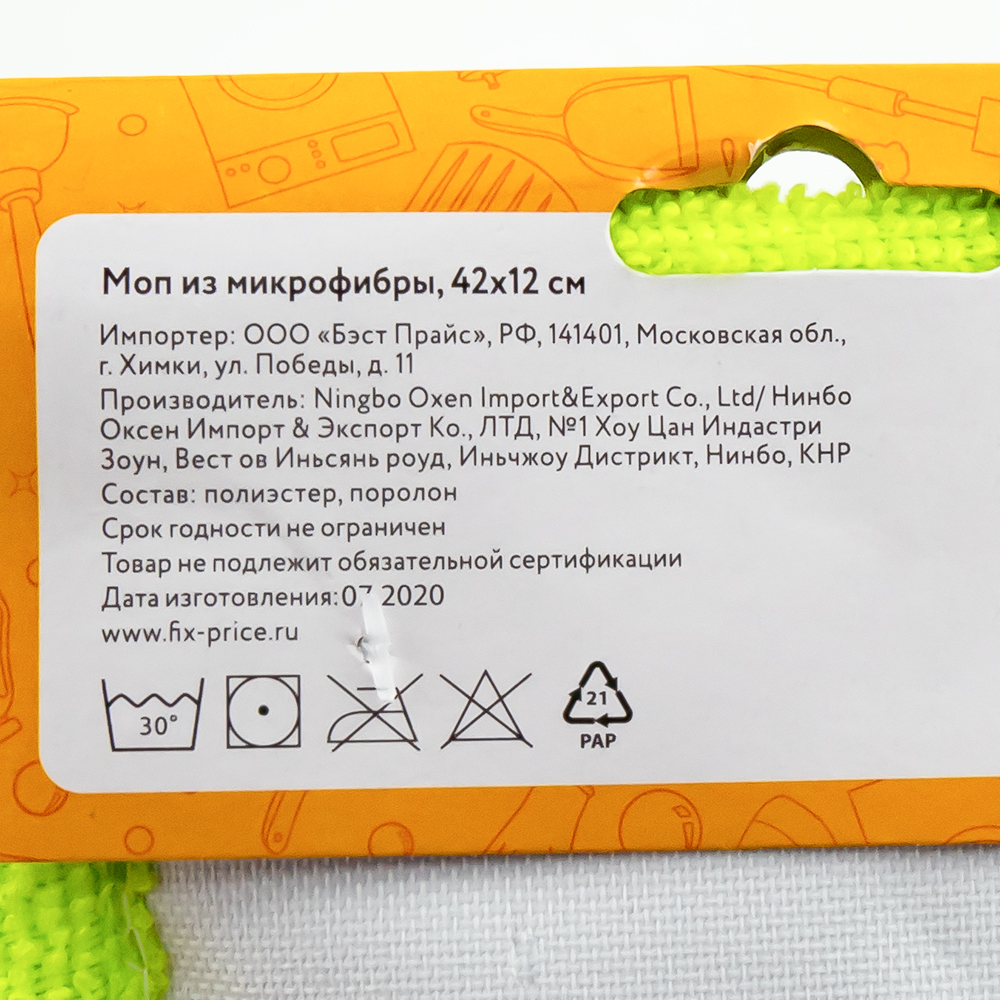 Моп из микрофибры, 42х12 см
Импортер: ООО «Бэст Прайс», РФ, 141401, Московская обл.,
г. Химки, ул. Победы, д. 11
Производитель: Ningbo Oxen Import&Export Co., Ltd/ Нинбо
Оксен Импорт & Экспорт Ко., ЛТД, №1 Хоу Цан Индастри
Зоун, Вест ов Иньсянь роуд, Иньчжоу Дистрикт, Нинбо, КНР
Состав: полиэстер, поролон
Срок годности не ограничен
Товар не подлежит обязательной сертификации
Дата изготовления:07 2020
www.fix-price.ru
30°
21
PAP